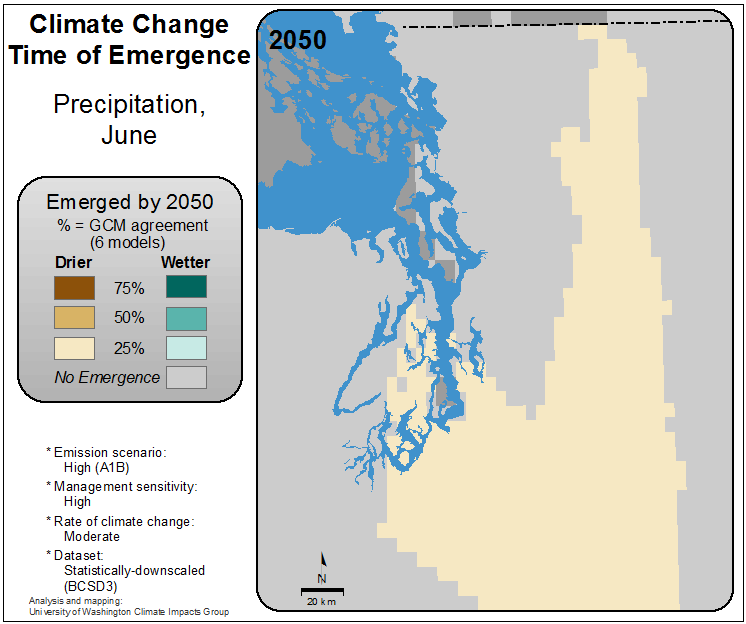 Climate Change
Time of Emergence
Precipitation,
June
Emerged by 2050
% = GCM agreement
(6 models)
Drier Wetter
75%
50%
25%
No Emergence
* Emission scenario:
High (A1B)
* Management sensitivity:
High
* Rate of climate change:
Moderate
* Dataset:
Statistically-downscaled
(BCSD3)
Analysis and mapping:
University of Washington Climate Impacts Group
2050
N
20 km